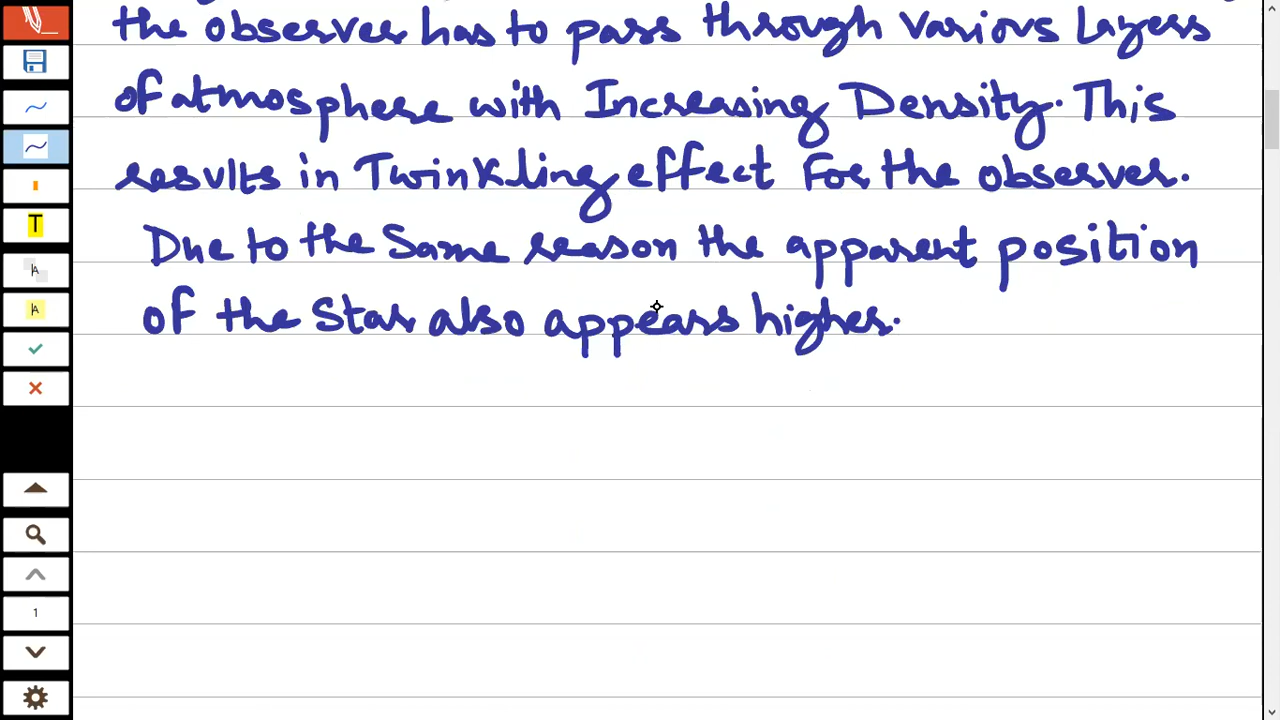 the observer has to pass through various layers
of atmosphere with Increasing Density. This
results in Twinkling effect For the observer.
Due to the Same reason the apparent position
of the Star also appears higher.
T
A
A
1